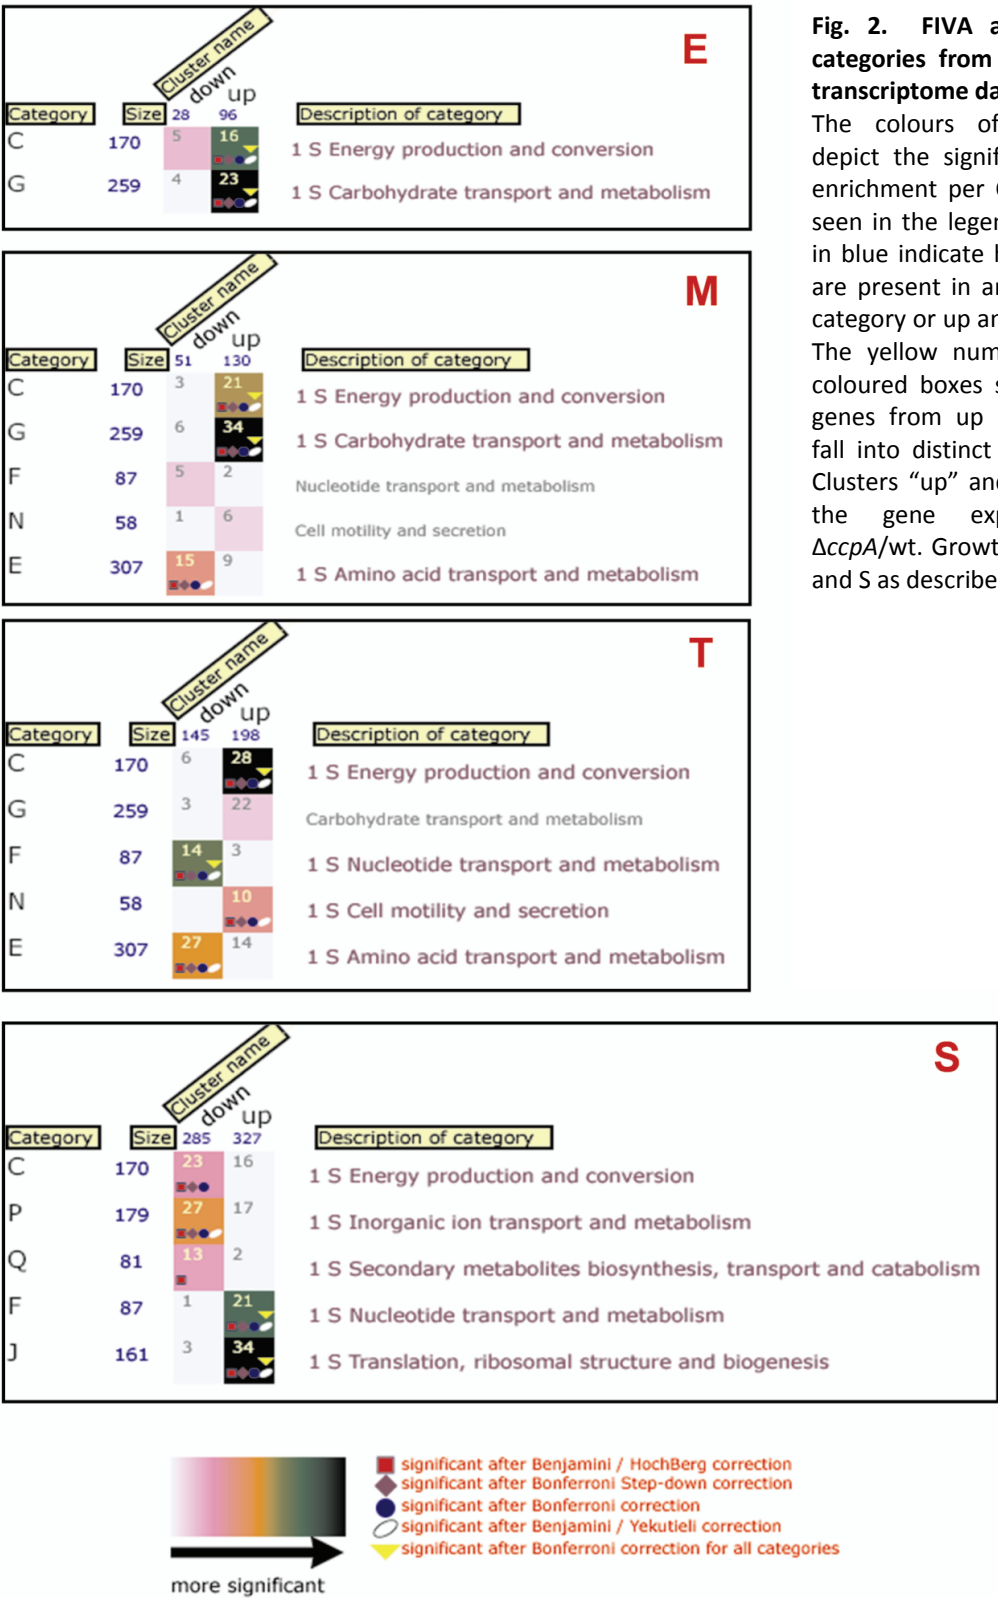 E
Cluster name
down
up
Category Size 28 96 Description of category
C 170 5 16 1 S Energy production and conversion
G 259 4 23 1 S Carbohydrate transport and metabolism
M
Cluster name
down
up
Category Size 51 130 Description of category
C 170 3 21 1 S Energy production and conversion
G 259 6 34 1 S Carbohydrate transport and metabolism
F 87 5 2 Nucleotide transport and metabolism
N 58 1 6 Cell motility and secretion
E 307 15 9 1 S Amino acid transport and metabolism
T
Cluster name
down
up
Category Size 145 198 Description of category
C 170 6 28 1 S Energy production and conversion
G 259 3 22 Carbohydrate transport and metabolism
F 87 14 3 1 S Nucleotide transport and metabolism
N 58 10 1 S Cell motility and secretion
E 307 27 14 1 S Amino acid transport and metabolism
S
Cluster name
down
up
Category Size 285 327 Description of category
C 170 23 16 1 S Energy production and conversion
P 179 27 17 1 S Inorganic ion transport and metabolism
Q 81 13 2 1 S Secondary metabolites biosynthesis, transport and catabolism
F 87 1 21 1 S Nucleotide transport and metabolism
J 161 3 34 1 S Translation, ribosomal structure and biogenesis
significant after Benjamini / HochBerg correction
significant after Bonferroni Step-down correction
significant after Bonferroni correction
significant after Benjamini / Yekutieli correction
significant after Bonferroni correction for all categories
more significant
Fig. 2. FIVA a
categories from
transcriptome da
The colours of
depict the signif
enrichment per
seen in the leger
in blue indicate
are present in ar
category or up ar
The yellow num
coloured boxes s
genes from up
fall into distinct
Clusters “up” and
the gene exp
ΔccpA/wt. Growt
and S as describe